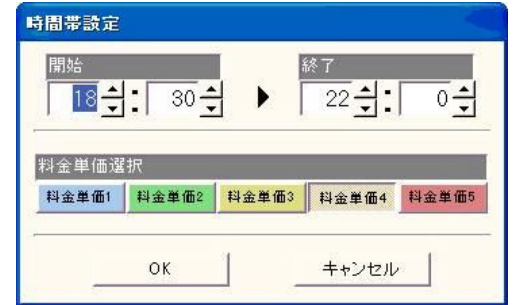 時間帯設定
開始 終了
18 : 30 ▶ 22 : 0
料金単価選択
料金単価1 料金単価2 料金単価3 料金単価4 料金単価5
OK キャンセル